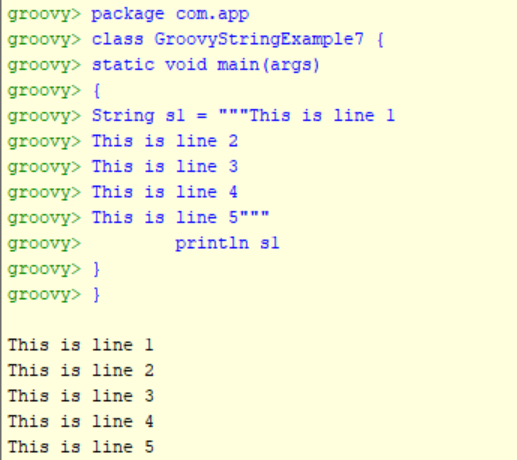 groovy> package com.app
groovy> class GroovyStringExample7 {
groovy> static void main(args)
groovy> {
groovy> String s1 = """This is line 1
groovy> This is line 2
groovy> This is line 3
groovy> This is line 4
groovy> This is line 5"""
groovy>         println s1
groovy> }
groovy> }

This is line 1
This is line 2
This is line 3
This is line 4
This is line 5